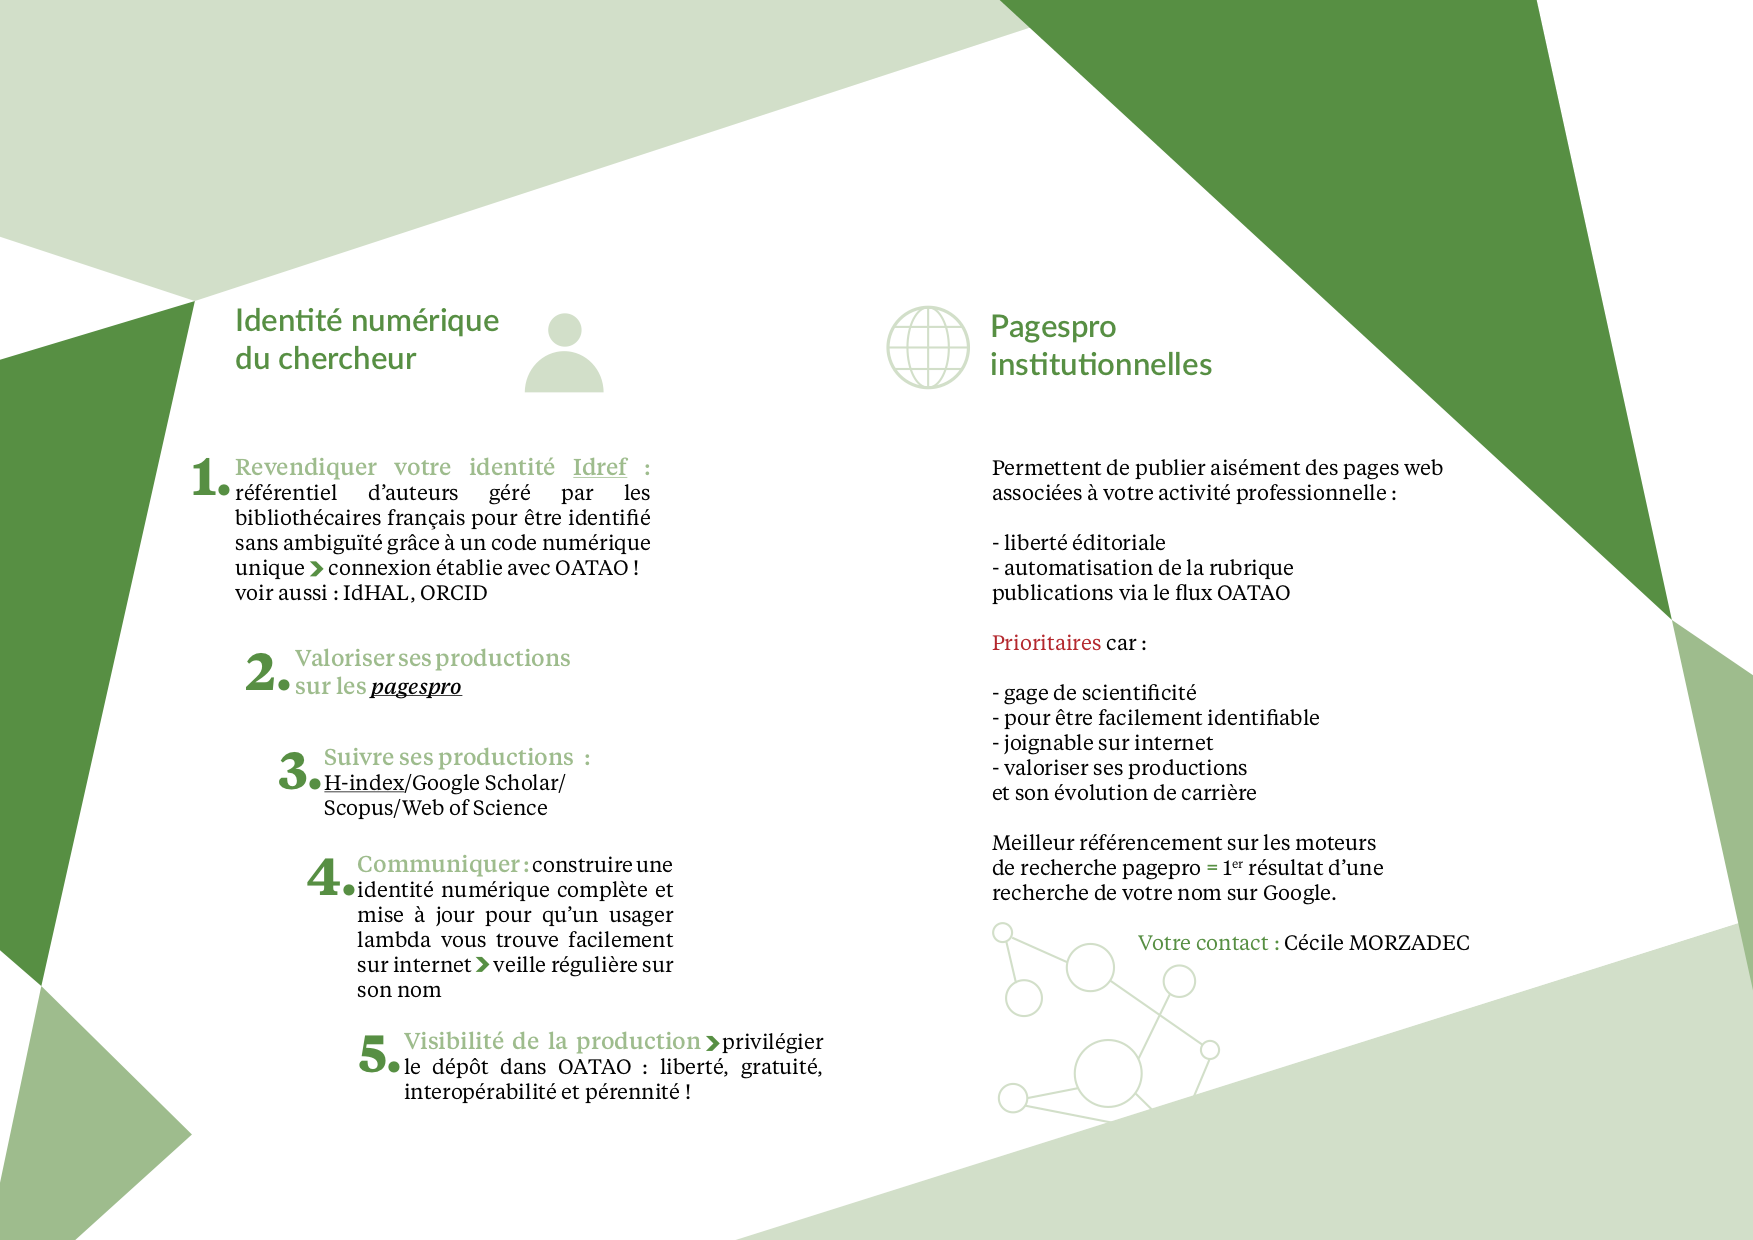 Identité numérique
du chercheur
1. Revendiquer votre identité Idref :
référentiel d’auteurs géré par les
bibliothécaires français pour être identifié
sans ambiguïté grâce à un code numérique
unique > connexion établie avec OATAO !
voir aussi : IdHAL, ORCID
2. Valoriser ses productions
sur les pagespro
3. Suivre ses productions :
H-index/Google Scholar/
Scopus/Web of Science
4. Communiquer : construire une
identité numérique complète et
mise à jour pour qu’un usager
lambda vous trouve facilement
sur internet > veille régulière sur
son nom
5. Visibilité de la production > privilégier
le dépôt dans OATAO : liberté, gratuité,
interopérabilité et pérennité !
Pagespro
institutionnelles
Permettent de publier aisément des pages web
associées à votre activité professionnelle :
- liberté éditoriale
- automatisation de la rubrique
publications via le flux OATAO
Prioritaires car :
- gage de scientificité
- pour être facilement identifiable
- joignable sur internet
- valoriser ses productions
et son évolution de carrière
Meilleur référencement sur les moteurs
de recherche pagepro = 1er résultat d’une
recherche de votre nom sur Google.
Votre contact : Cécile MORZADEC